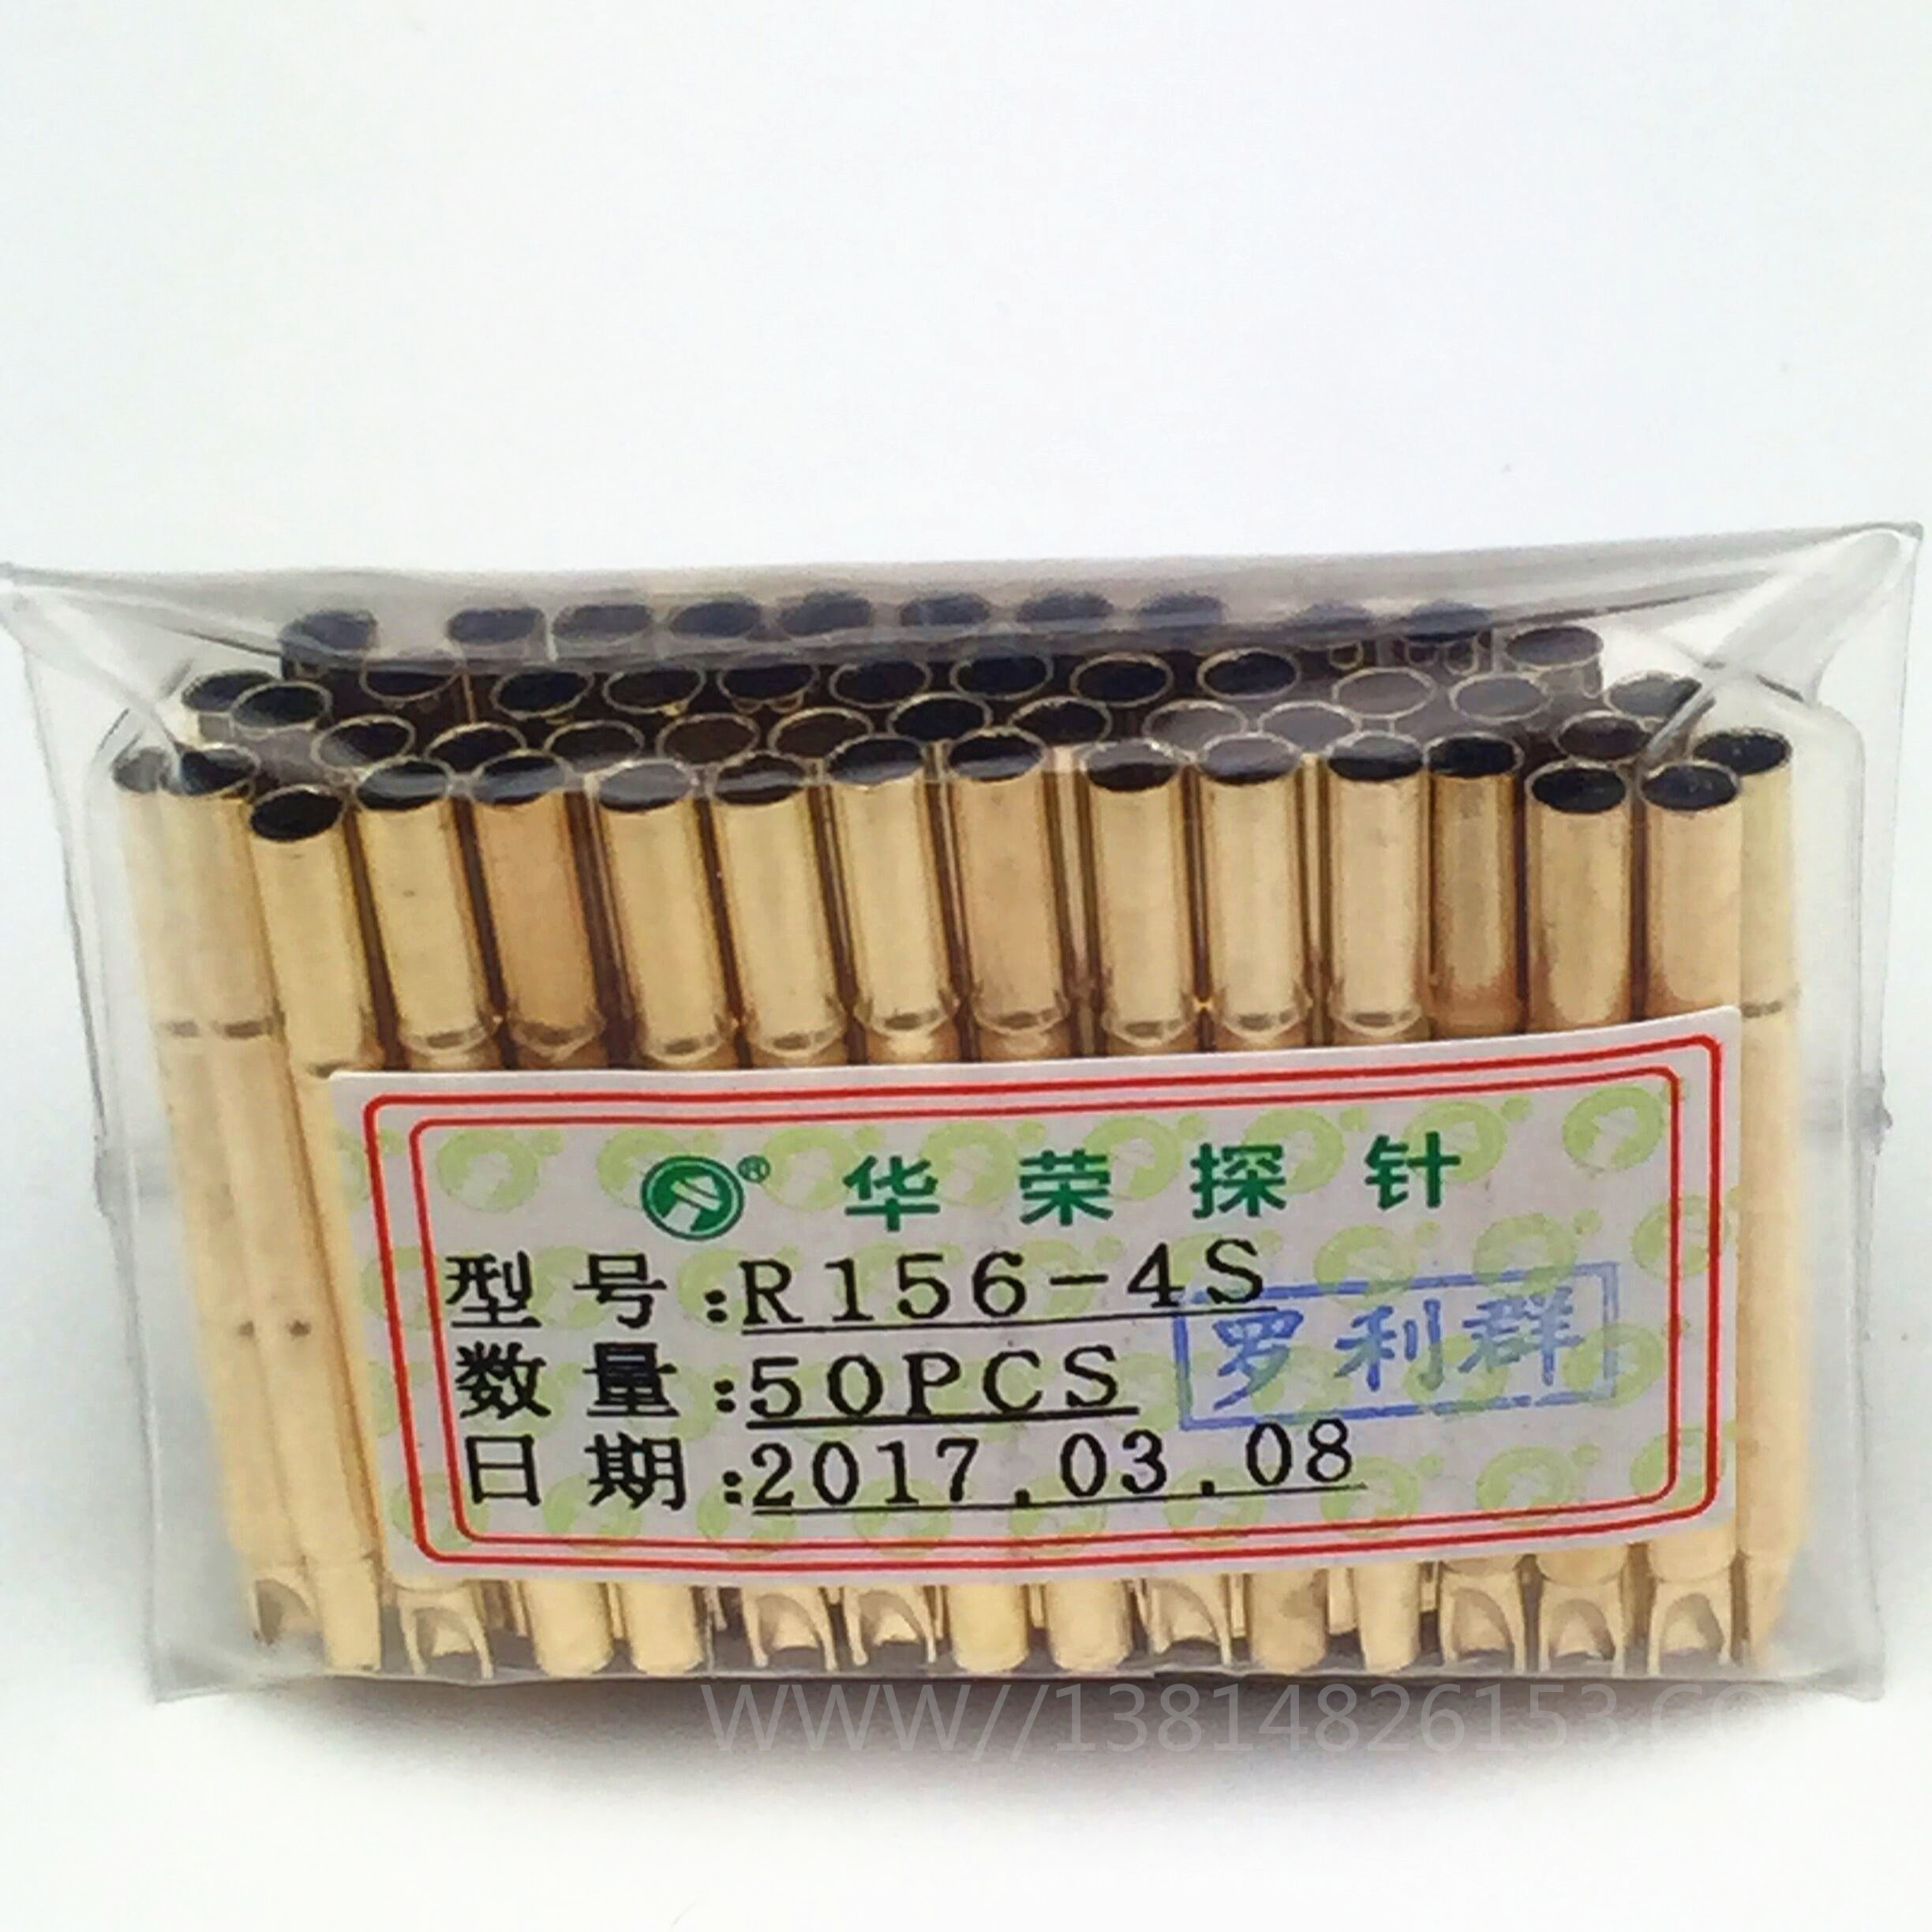 ® 华荣探针
型号:R156-4S
罗利群
数量:50PCS
日期:2017.03.08
WWW//13814826153.CO